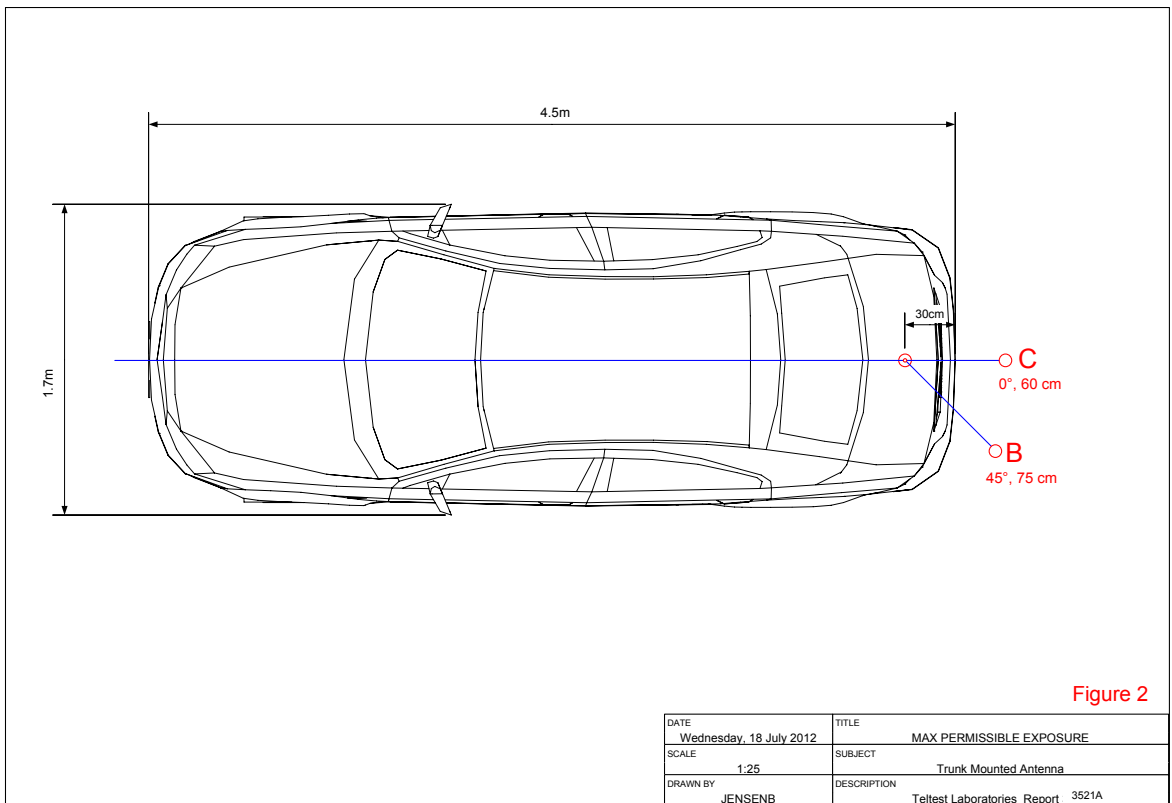 4.5m
1.7m
30cm
C
0°, 60 cm
B
45°, 75 cm
Figure 2
DATE
Wednesday, 18 July 2012
TITLE
MAX PERMISSIBLE EXPOSURE
SCALE
1:25
SUBJECT
Trunk Mounted Antenna
DRAWN BY
JENSENB
DESCRIPTION
Teltest Laboratories Report 3521A